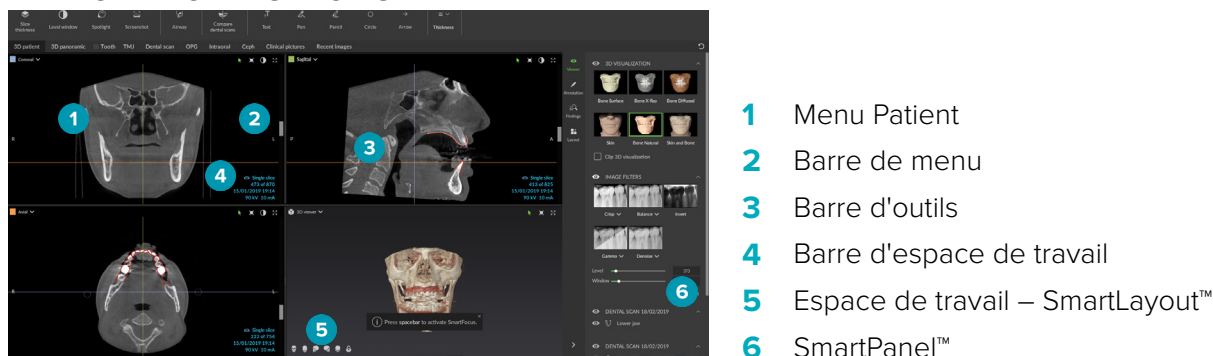 Slice thickness
Level window
Spotlight
Screenshot
Airway
Compare dental scans
Text
Pen
Pencil
Circle
Arrow
Thickness
3D patient
3D panoramic
Tooth
TMJ
Dental scan
OPG
Intraoral
Ceph
Clinical pictures
Recent images
Coronal
R
1
2
L
4
Single slice
473 of 870
15/01/2019 19:14
90 kV 10 mA
Sagittal
P
3
A
Single slice
413 of 825
15/01/2019 19:14
90 kV 10 mA
Axial
R
L
Single slice
222 of 754
15/01/2019 19:14
90 kV 10 mA
3D viewer
Press spacebar to activate SmartFocus.
5
Viewer
Annotation
Findings
Layout
3D VISUALIZATION
Bone Surface
Bone X-Ray
Bone Diffused
Skin
Bone Natural
Skin and Bone
Clip 3D visualization
IMAGE FILTERS
Crisp
Balance
Invert
Gamma
Denoise
Level
Window
6
DENTAL SCAN 18/02/2019
Lower jaw
DENTAL SCAN 18/02/2019
1 Menu Patient
2 Barre de menu
3 Barre d'outils
4 Barre d'espace de travail
5 Espace de travail – SmartLayout™
6 SmartPanel™